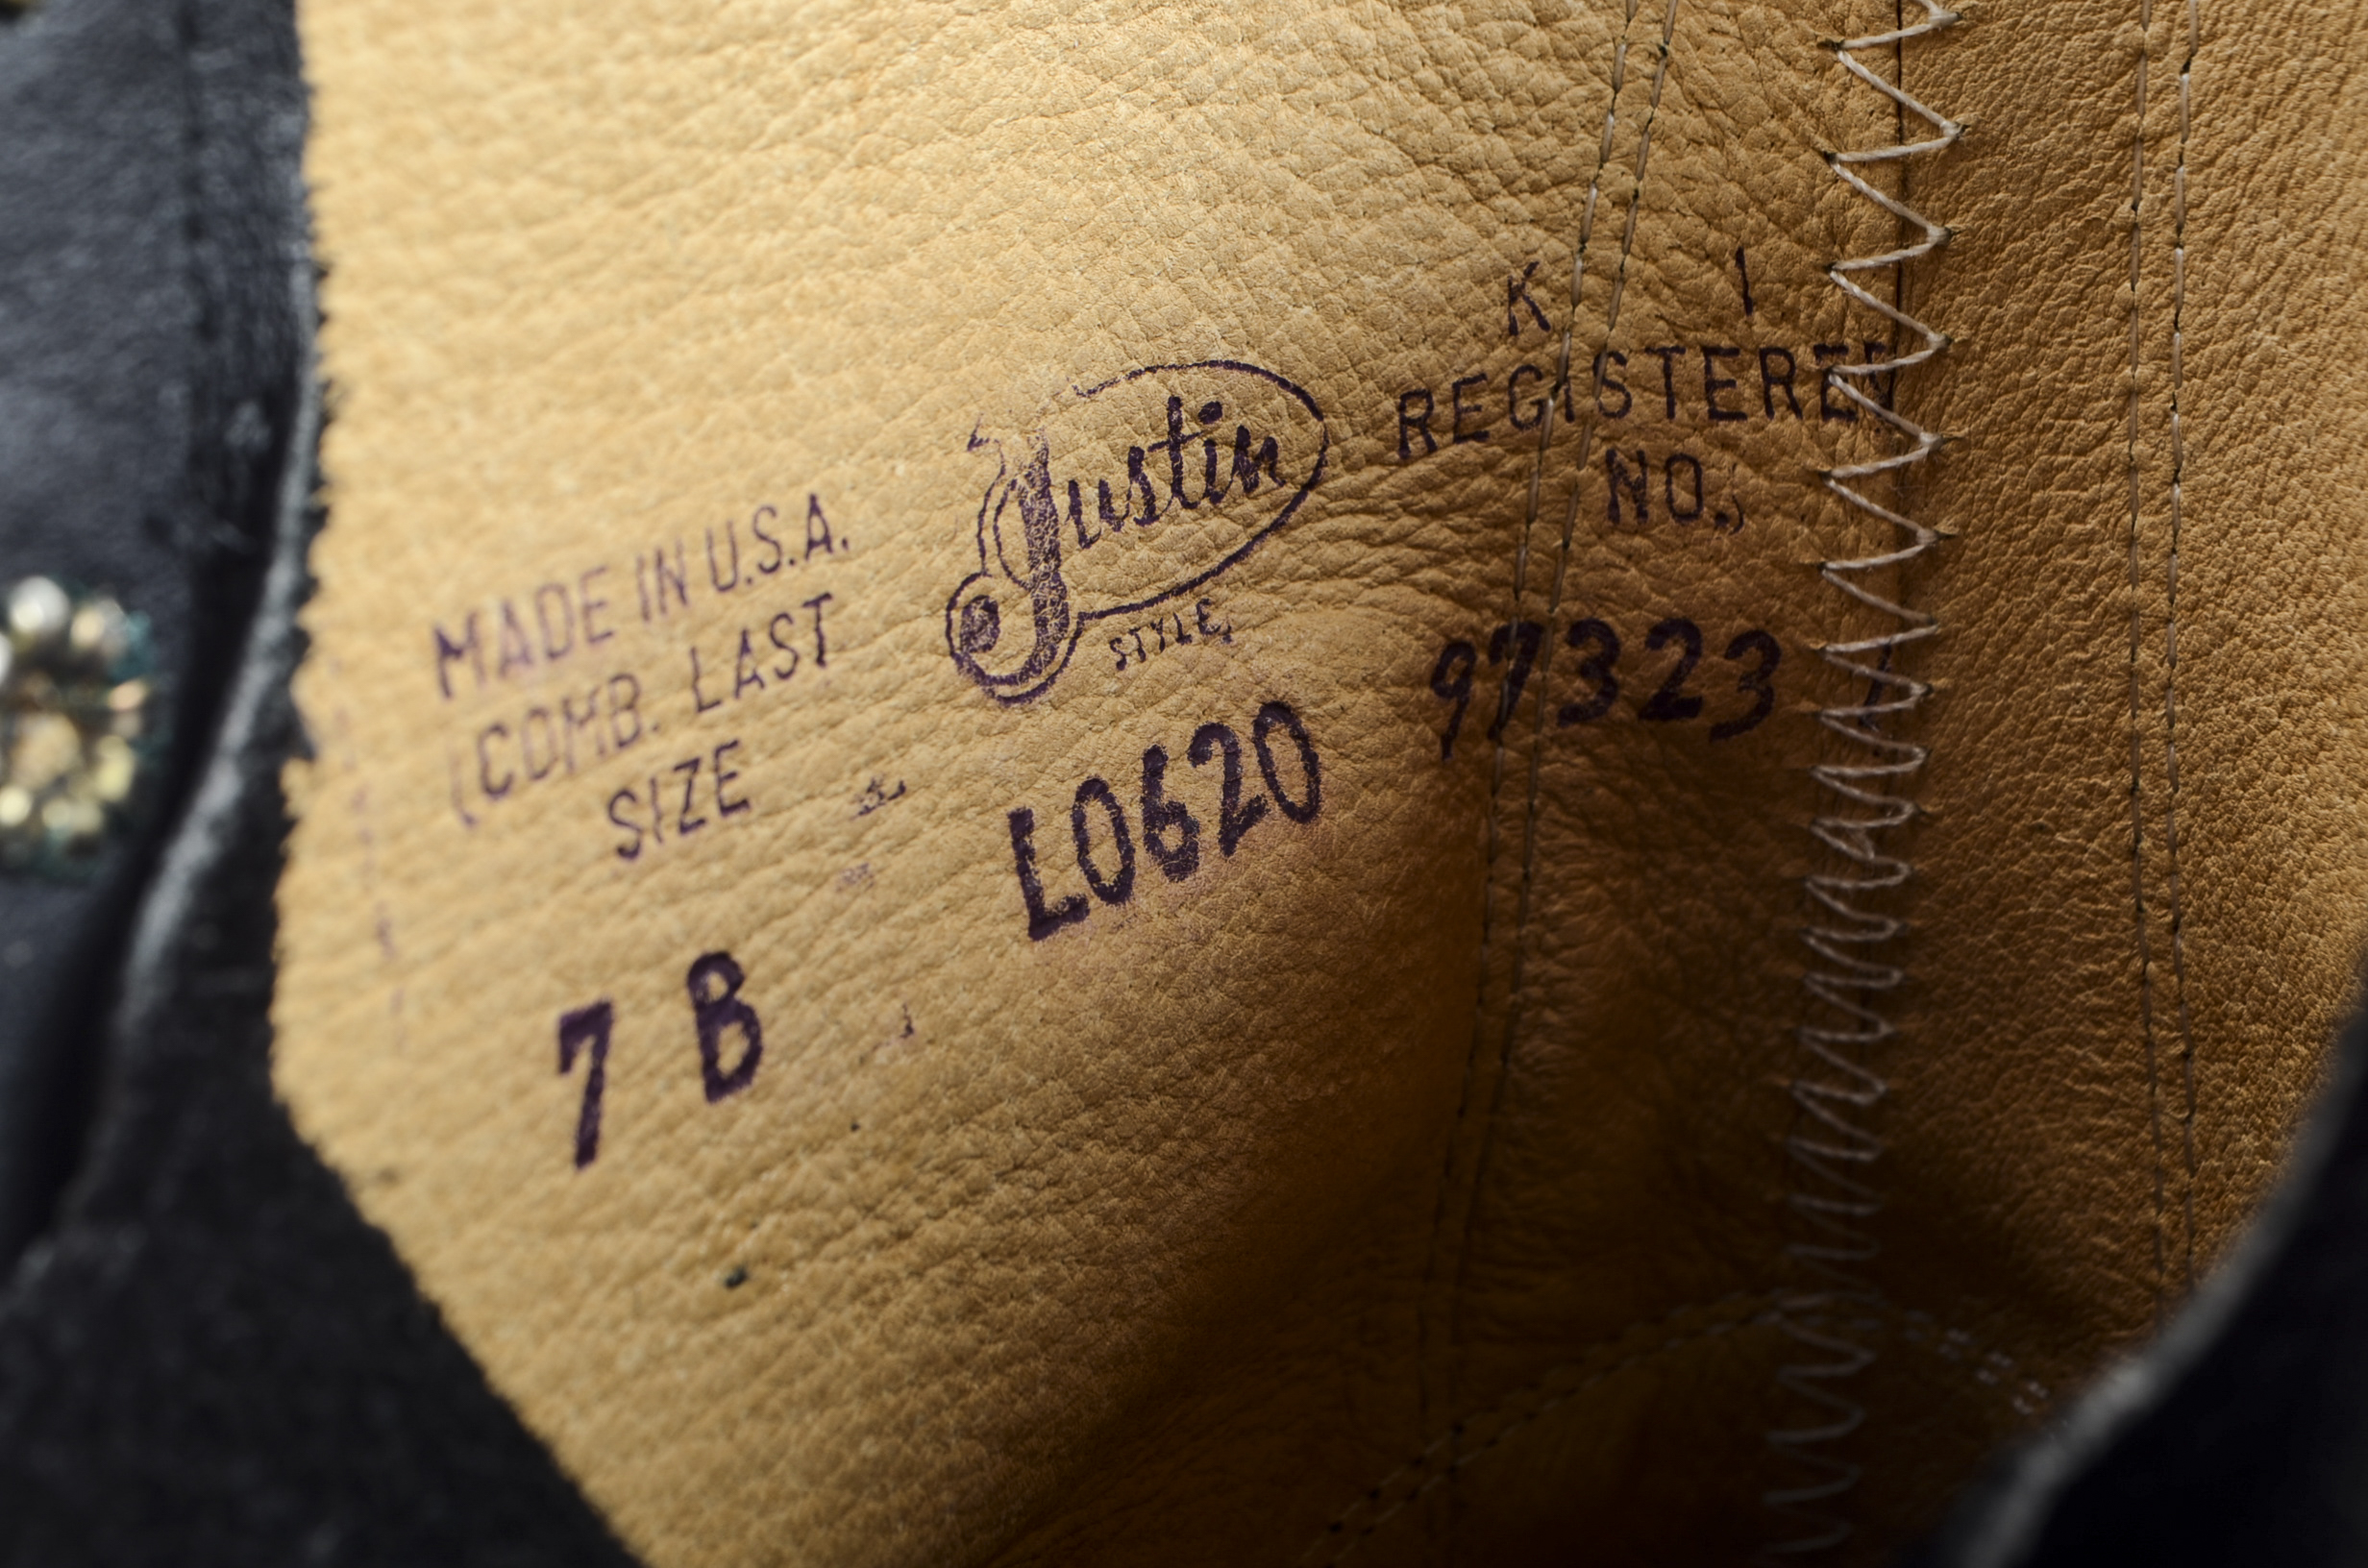 MADE IN U.S.A.
(COMB. LAST
SIZE
7 B
Justin
STYLE
L0620
K 1
REGISTERED
NO.
97323